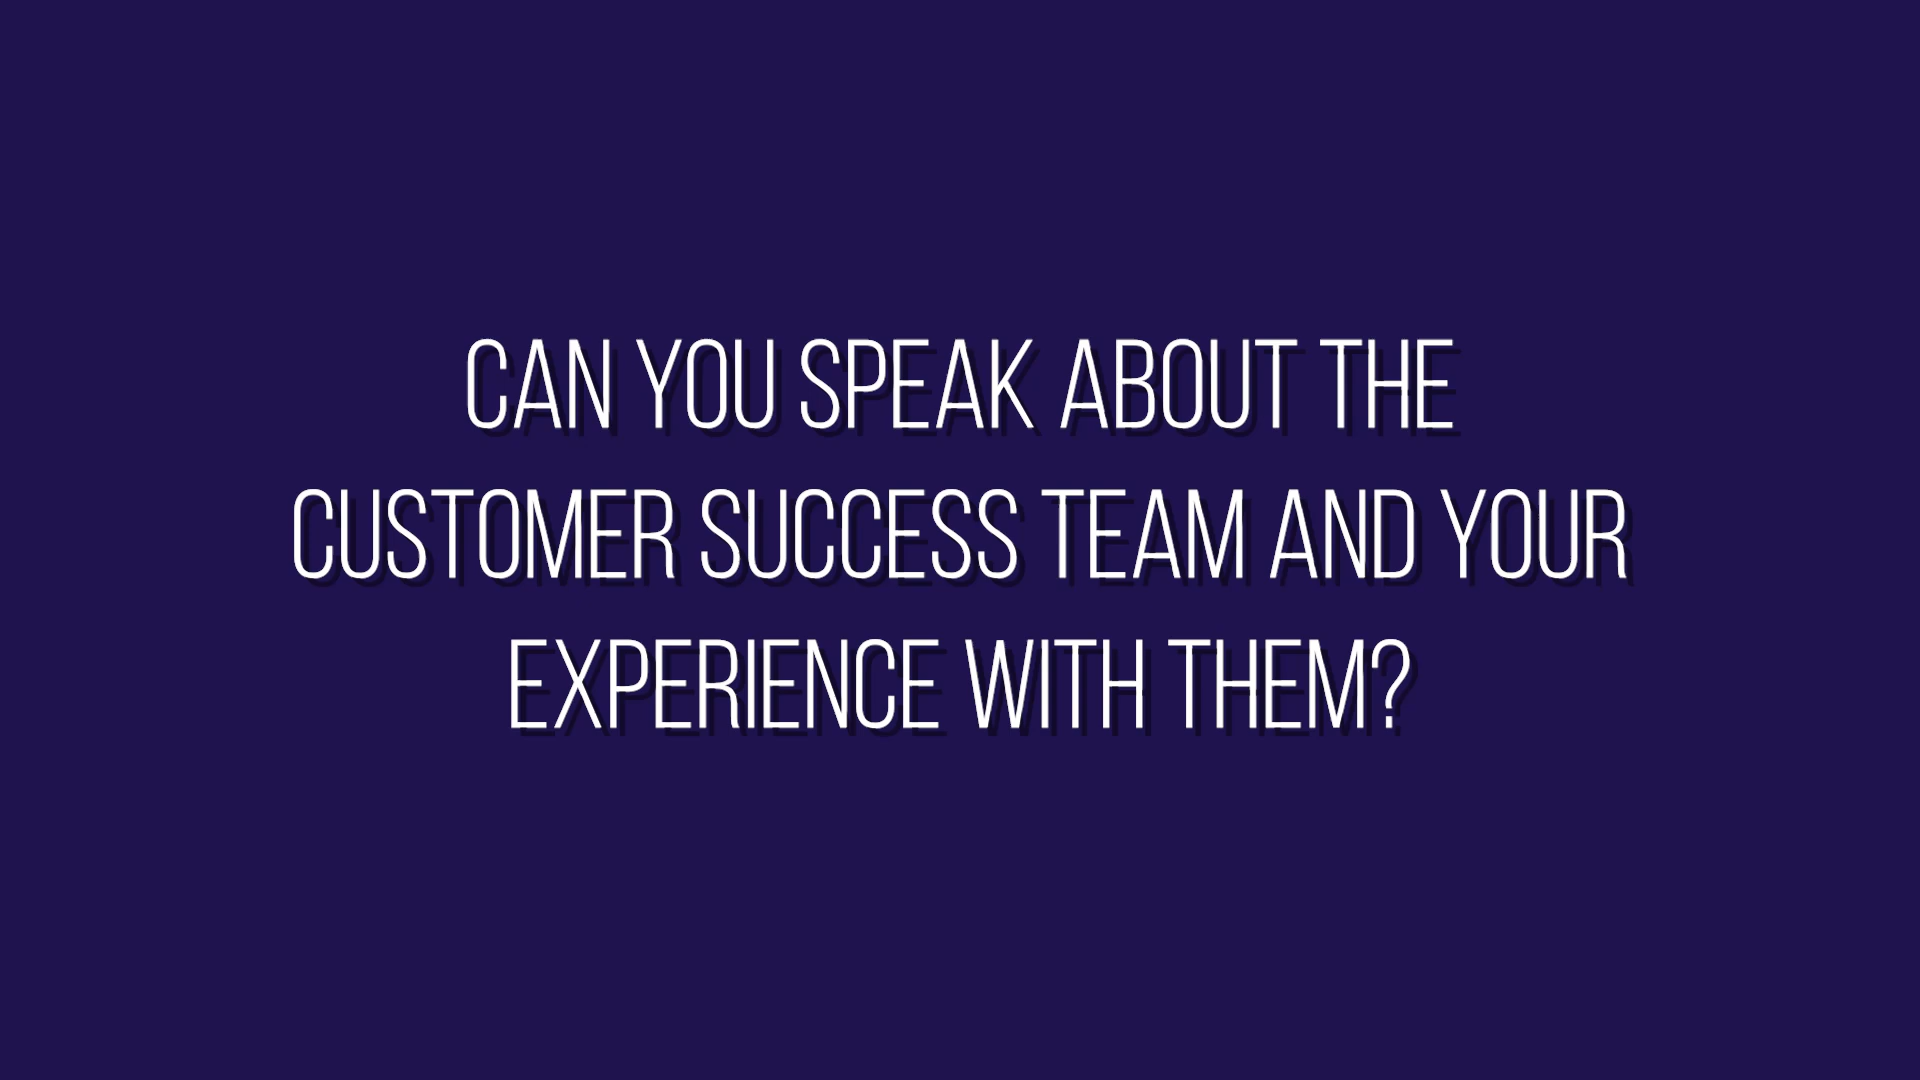 CAN YOU SPEAK ABOUT THE
CUSTOMER SUCCESS TEAM AND YOUR
EXPERIENCE WITH THEM?